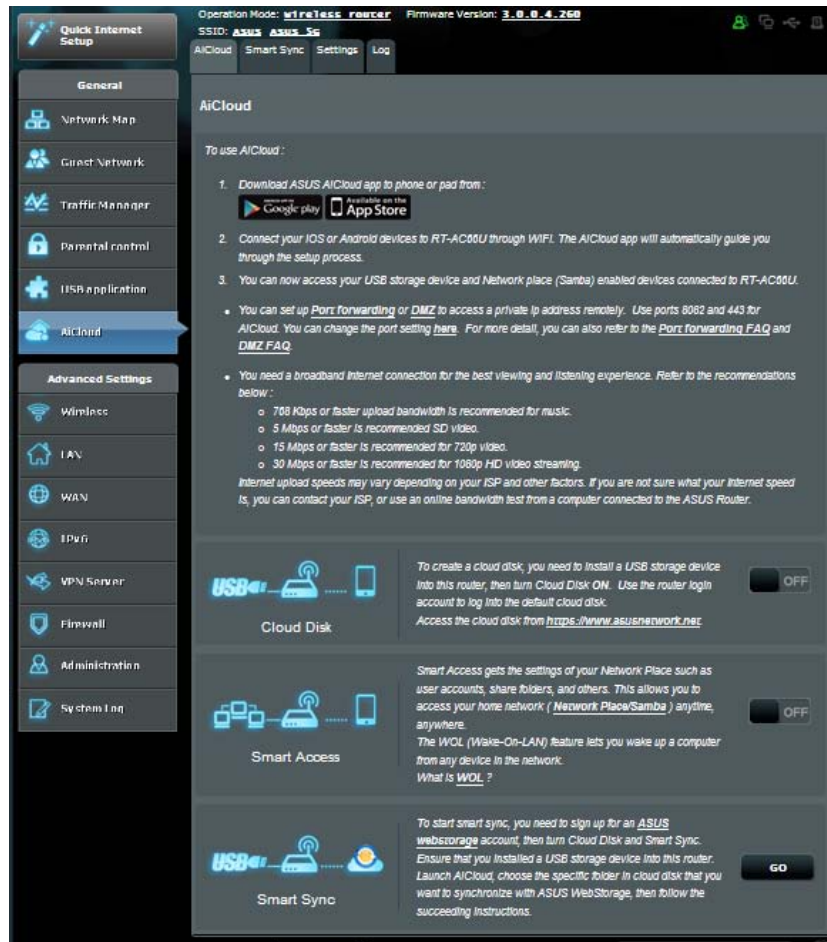 Operation Mode: Wireless router Firmware Version: 3.0.0.4.260
SSID: ASUS ASUS_5G
Quick Internet
Setup
AiCloud Smart Sync Settings Log
General
Network Map
Guest Network
Traffic Manager
Parental control
USB application
AiCloud
Advanced Settings
Wireless
LAN
WAN
IPv6
VPN Server
Firewall
Administration
System Log
AiCloud
To use AiCloud :
1. Download ASUS AiCloud app to phone or pad from :
Google play
Available on the
App Store
2. Connect your iOS or Android devices to RT-AC66U through WIFI. The AiCloud app will automatically guide you
through the setup process.
3. You can now access your USB storage device and Network place (Samba) enabled devices connected to RT-AC66U.
• You can set up Port forwarding or DMZ to access a private ip address remotely. Use ports 8082 and 443 for
AiCloud. You can change the port setting here. For more detail, you can also refer to the Port forwarding FAQ and
DMZ FAQ.
• You need a broadband Internet connection for the best viewing and listening experience. Refer to the recommendations
below :
o 768 Kbps or faster upload bandwidth is recommended for music.
o 5 Mbps or faster is recommended SD video.
o 15 Mbps or faster is recommended for 720p video.
o 30 Mbps or faster is recommended for 1080p HD video streaming.
Internet upload speeds may vary depending on your ISP and other factors. If you are not sure what your Internet speed
is, you can contact your ISP, or use an online bandwidth test from a computer connected to the ASUS Router.
USB
Cloud Disk
To create a cloud disk, you need to install a USB storage device
into this router, then turn Cloud Disk ON. Use the router login
account to log into the default cloud disk.
Access the cloud disk from https://www.asusnetwork.net.
OFF
Smart Access
Smart Access gets the settings of your Network Place such as
user accounts, share folders, and others. This allows you to
access your home network ( Network Place/Samba ) anytime,
anywhere.
The WOL (Wake-On-LAN) feature lets you wake up a computer
from any device in the network.
What is WOL ?
OFF
USB
Smart Sync
To start smart sync, you need to sign up for an ASUS
webstorage account, then turn Cloud Disk and Smart Sync.
Ensure that you installed a USB storage device into this router.
Launch AiCloud, choose the specific folder in cloud disk that you
want to synchronize with ASUS WebStorage, then follow the
succeeding instructions.
GO